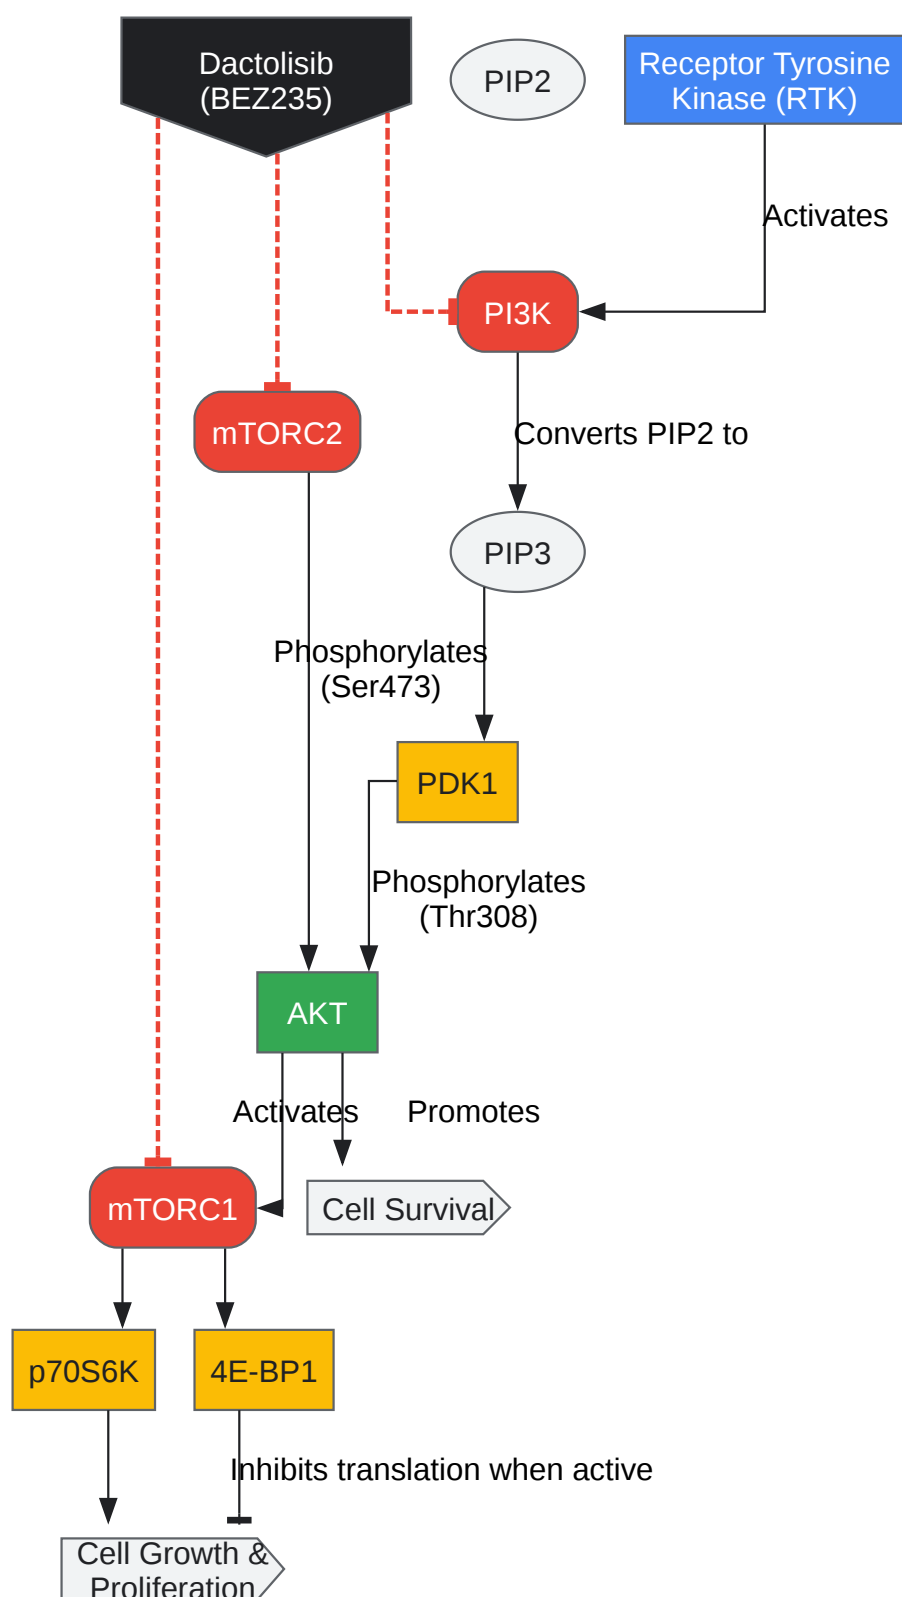 Dactolisib
(BEZ235)
PIP2
Receptor Tyrosine
Kinase (RTK)
Activates
PI3K
mTORC2
Converts PIP2 to
PIP3
Phosphorylates
(Ser473)
PDK1
Phosphorylates
(Thr308)
AKT
Activates
Promotes
mTORC1
Cell Survival
p70S6K
4E-BP1
Inhibits translation when active
Cell Growth &
Proliferation